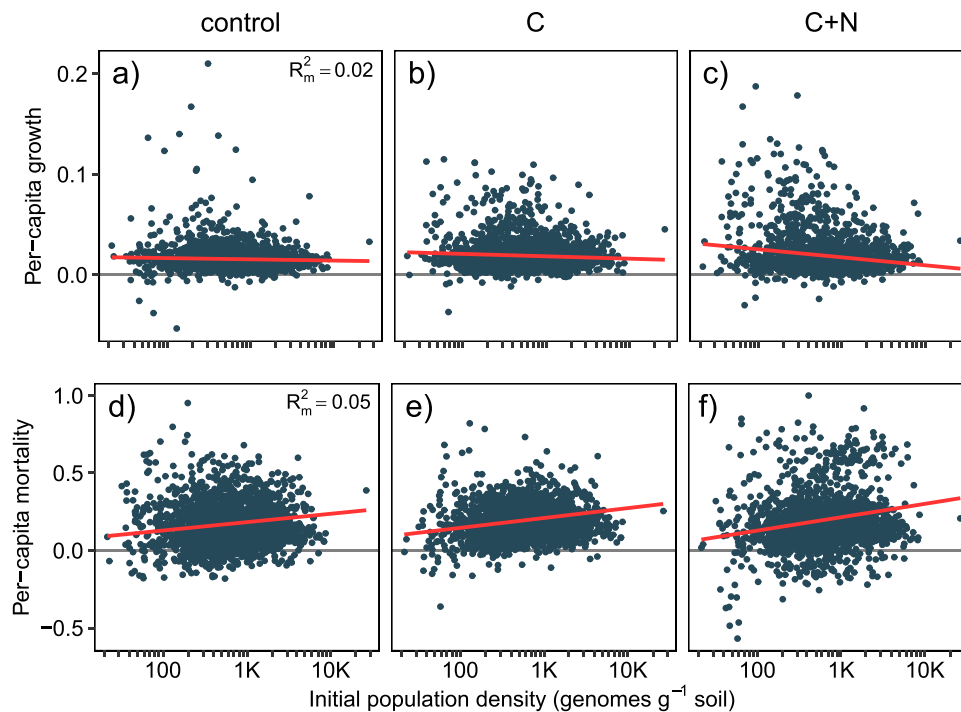 control C C+N
a) R²m = 0.02 b) c)
Per-capita growth
0.2
0.1
0.0
d) R²m = 0.05 e) f)
Per-capita mortality
1.0
0.5
0.0
−0.5
100 1K 10K 100 1K 10K 100 1K 10K
Initial population density (genomes g⁻¹ soil)